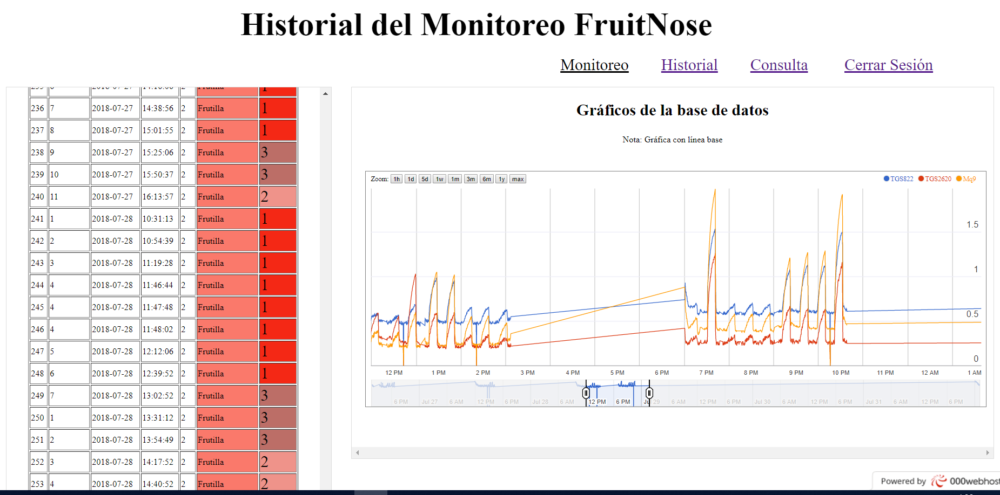 Historial del Monitoreo FruitNose
Monitoreo Historial Consulta Cerrar Sesión
236 7 2018-07-27 14:38:56 2 Frutilla 1
237 8 2018-07-27 15:01:55 2 Frutilla 1
238 9 2018-07-27 15:25:06 2 Frutilla 3
239 10 2018-07-27 15:50:37 2 Frutilla 3
240 11 2018-07-27 16:13:57 2 Frutilla 2
241 1 2018-07-28 10:31:13 2 Frutilla 1
242 2 2018-07-28 10:54:39 2 Frutilla 1
243 3 2018-07-28 11:19:28 2 Frutilla 1
244 4 2018-07-28 11:46:44 2 Frutilla 1
245 4 2018-07-28 11:47:48 2 Frutilla 1
246 4 2018-07-28 11:48:02 2 Frutilla 1
247 5 2018-07-28 12:12:06 2 Frutilla 1
248 6 2018-07-28 12:39:52 2 Frutilla 1
249 7 2018-07-28 13:02:52 2 Frutilla 3
250 1 2018-07-28 13:31:12 2 Frutilla 3
251 2 2018-07-28 13:54:49 2 Frutilla 3
252 3 2018-07-28 14:17:52 2 Frutilla 2
253 4 2018-07-28 14:40:52 2 Frutilla 2
Gráficos de la base de datos
Nota: Gráfica con línea base
Zoom: 1h 1d 5d 1w 1m 3m 6m 1y max
TGS822 TGS2620 Mq9
1.5
1
0.5
0
12 PM 1 PM 2 PM 3 PM 4 PM 5 PM 6 PM 7 PM 8 PM 9 PM 10 PM 11 PM 12 AM 1 AM
6 PM Jul 27 6 AM 12 PM 6 PM Jul 28 6 AM 12 PM 6 PM Jul 29 6 AM 12 PM 6 PM Jul 30 6 AM 12 PM 6 PM Jul 31 6 AM 12 PM 6 PM
Powered by 000webhost